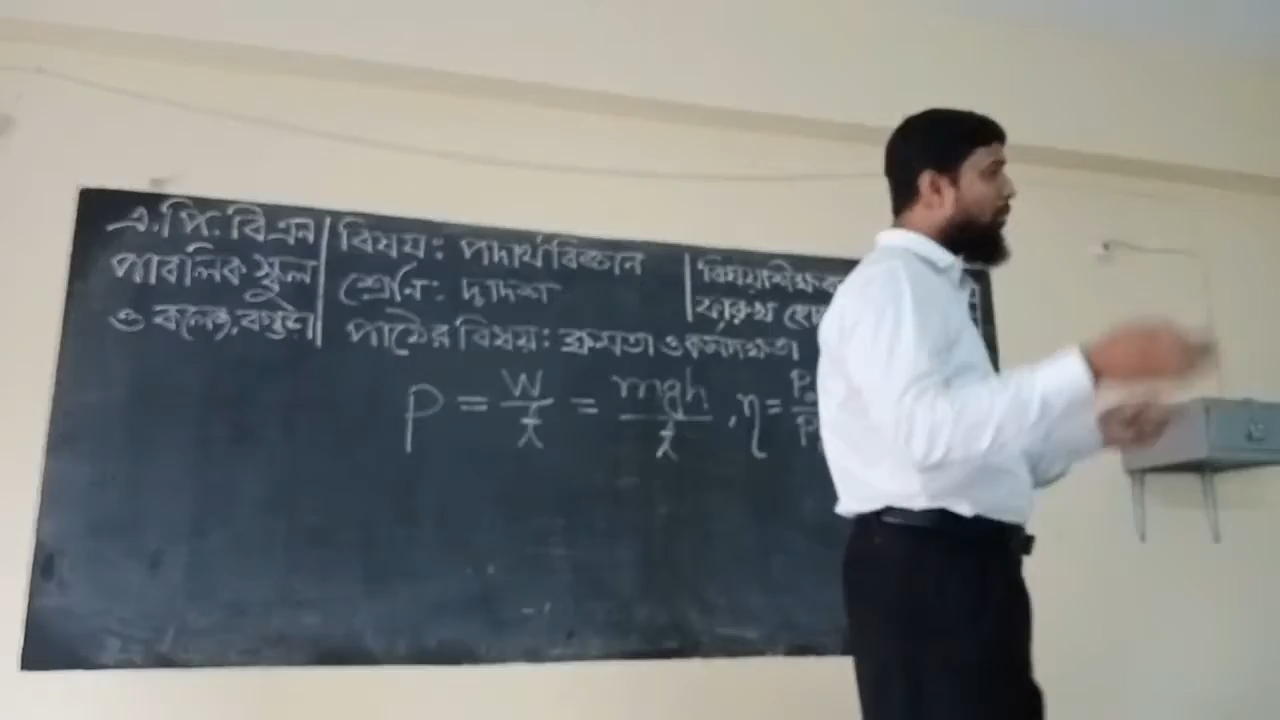 এ.পি.বিএন
পাবলিক স্কুল
ও কলেজ, বগুড়া
বিষয়: পদার্থবিজ্ঞান
শ্রেণি: দ্বাদশ
পাঠের বিষয়: ক্ষমতা ও কর্মদক্ষতা
ফারুখ
P = W/t = mgh/t , η =